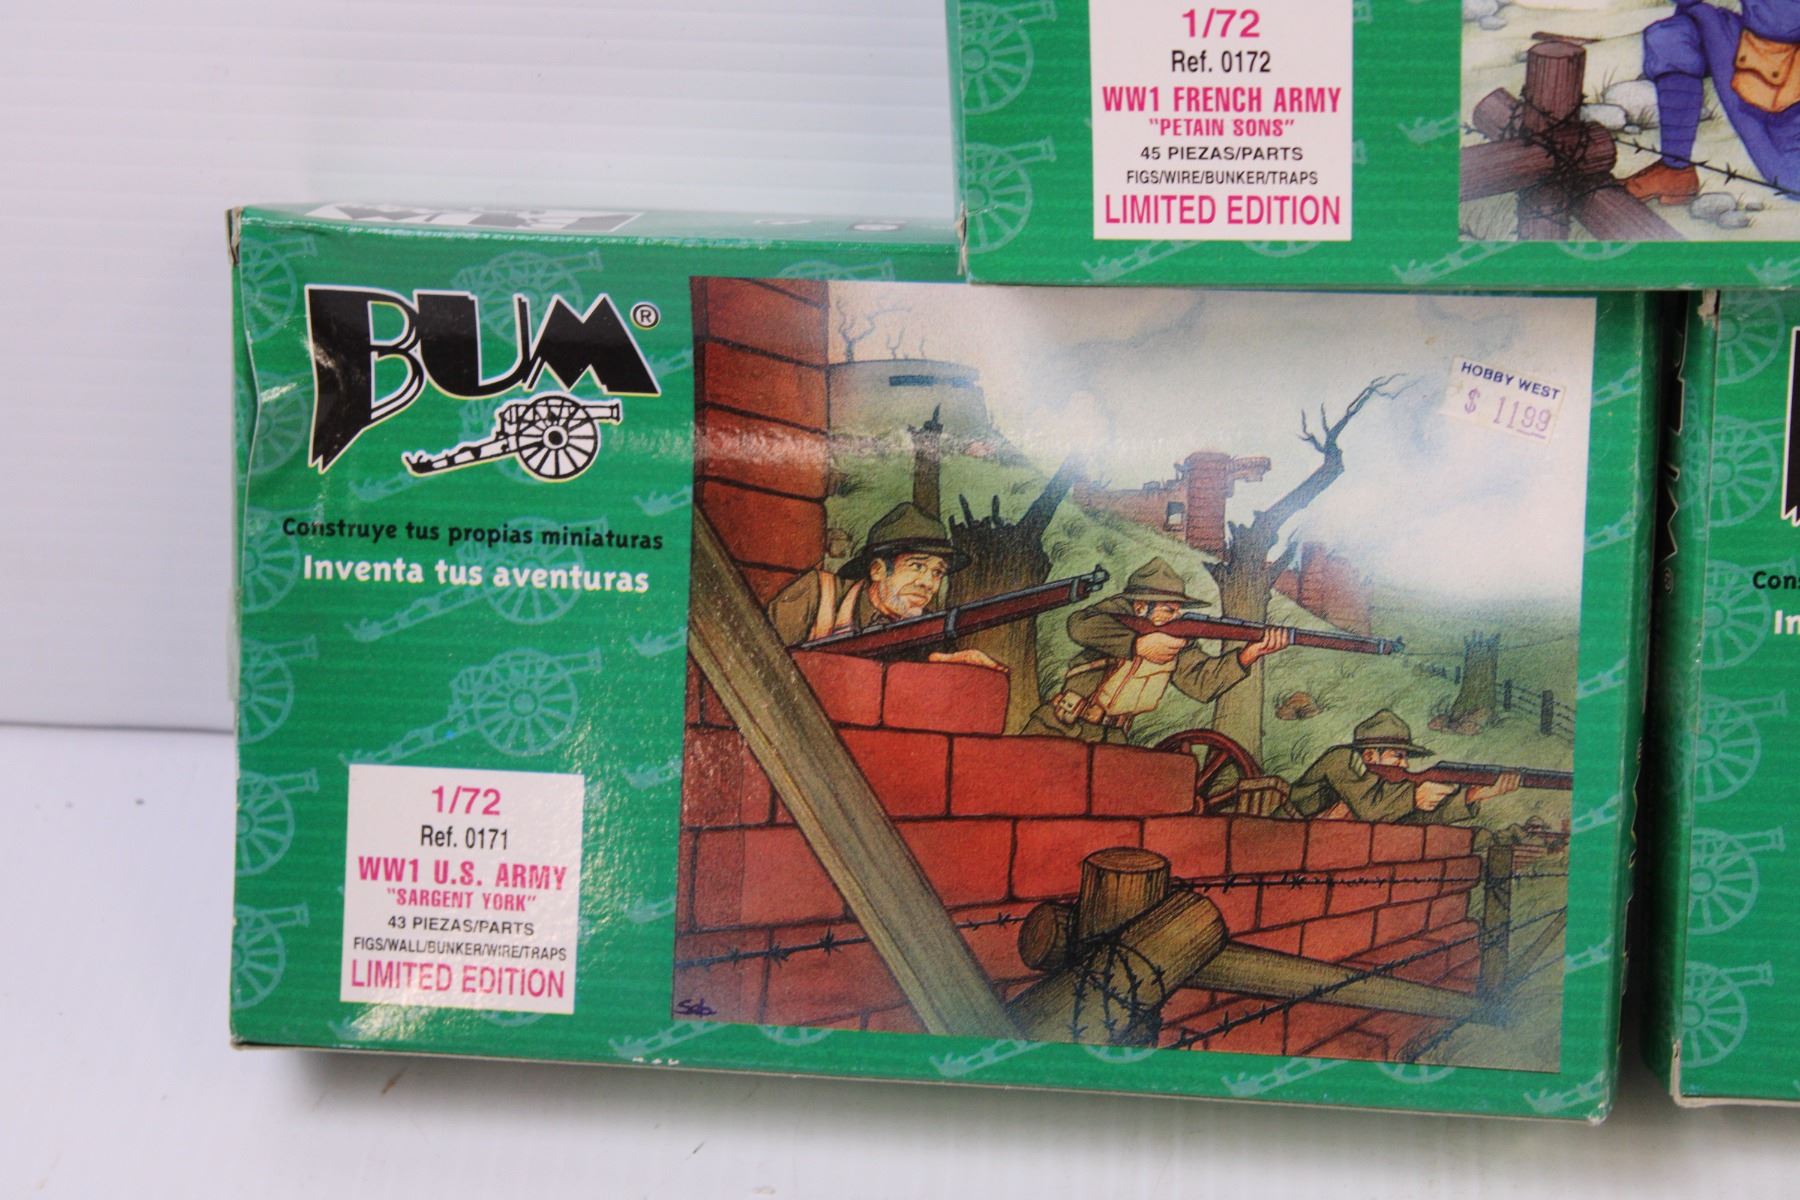 1/72
Ref. 0172
WW1 FRENCH ARMY
"PETAIN SONS"
45 PIEZAS/PARTS
FIGS/WIRE/BUNKER/TRAPS
LIMITED EDITION
BUM®
Construye tus propias miniaturas
Inventa tus aventuras
HOBBY WEST
$ 1199
1/72
Ref. 0171
WW1 U.S. ARMY
"SARGENT YORK"
43 PIEZAS/PARTS
FIGS/WALL/BUNKER/WIRE/TRAPS
LIMITED EDITION
Seb